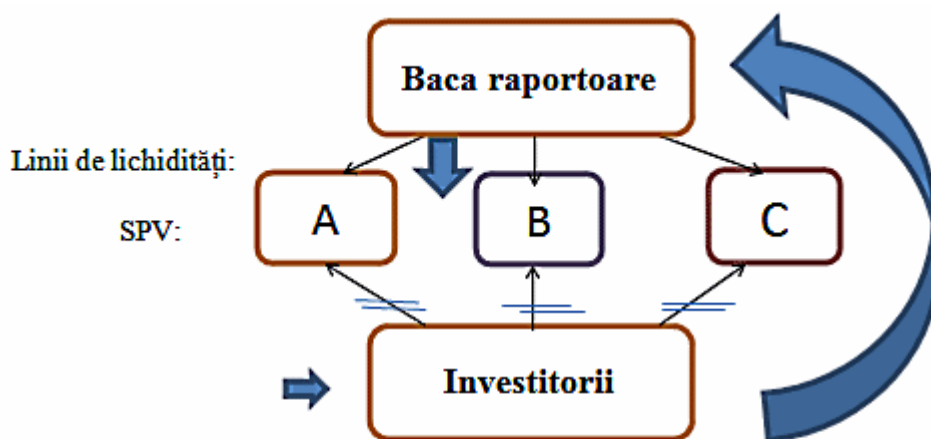 Baca raportoare
Linii de lichidități:
SPV:
A
B
C
Investitorii